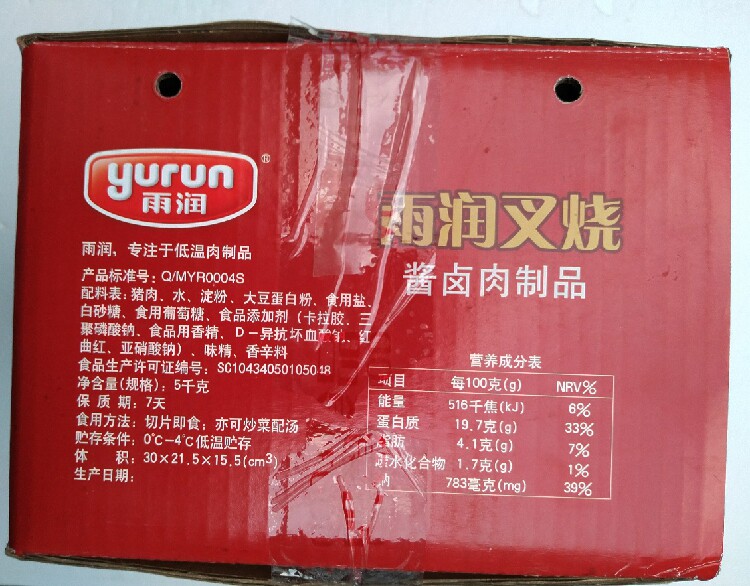 yurun
®
雨润
雨润叉烧
酱卤肉制品
雨润、专注于低温肉制品
产品标准号：Q/MYR0004S
配料表：猪肉、水、淀粉、大豆蛋白粉、食用盐、
白砂糖、食用葡萄糖、食品添加剂（卡拉胶、三
聚磷酸钠、食品用香精、D－异抗坏血酸钠、红
曲红、亚硝酸钠）、味精、香辛料
食品生产许可证编号：SC10434050105018
净含量(规格)：5千克
保 质 期：7天
食用方法：切片即食；亦可炒菜配汤
贮存条件：0℃-4℃低温贮存
体 积：30×21.5×15.5(cm³)
生产日期：
营养成分表
项目 每100克(g) NRV%
能量 516千焦(kJ) 6%
蛋白质 19.7克(g) 33%
脂肪 4.1克(g) 7%
碳水化合物 1.7克(g) 1%
钠 783毫克(mg) 39%